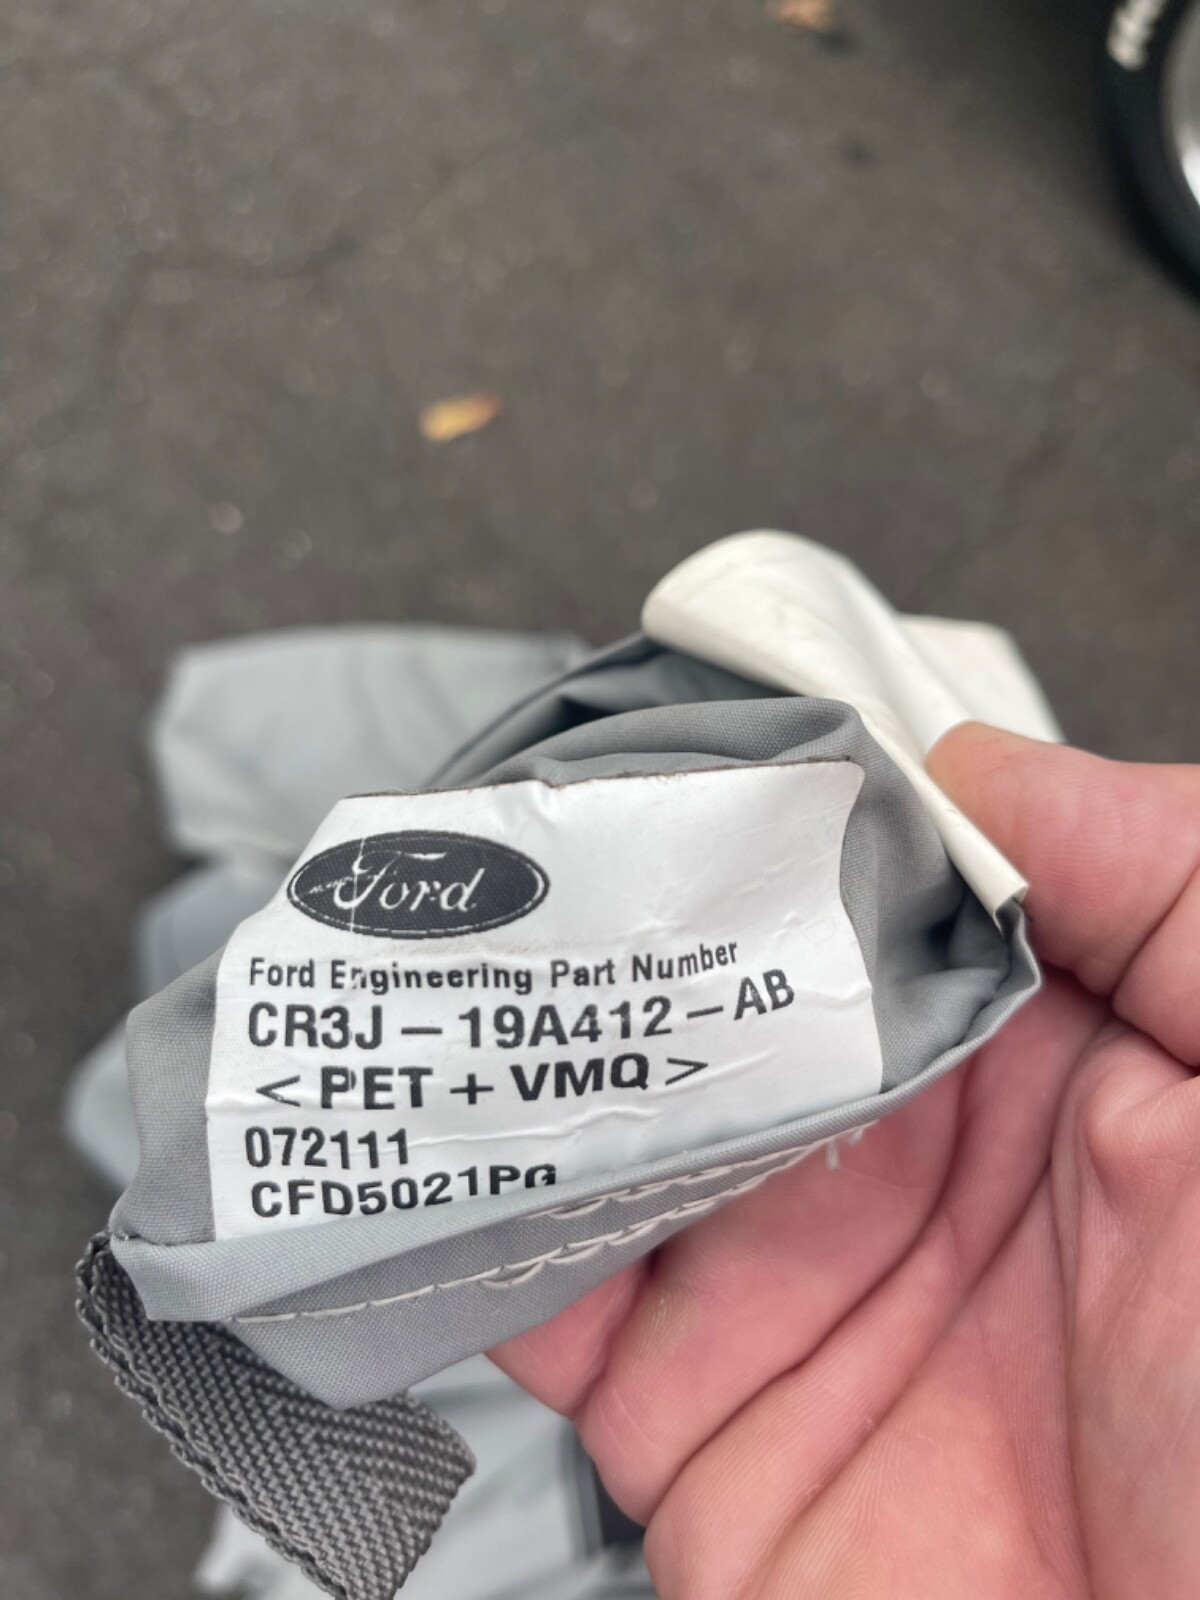 Ford
Ford Engineering Part Number
CR3J - 19A412 - AB
< PET + VMQ >
072111
CFD5021PG